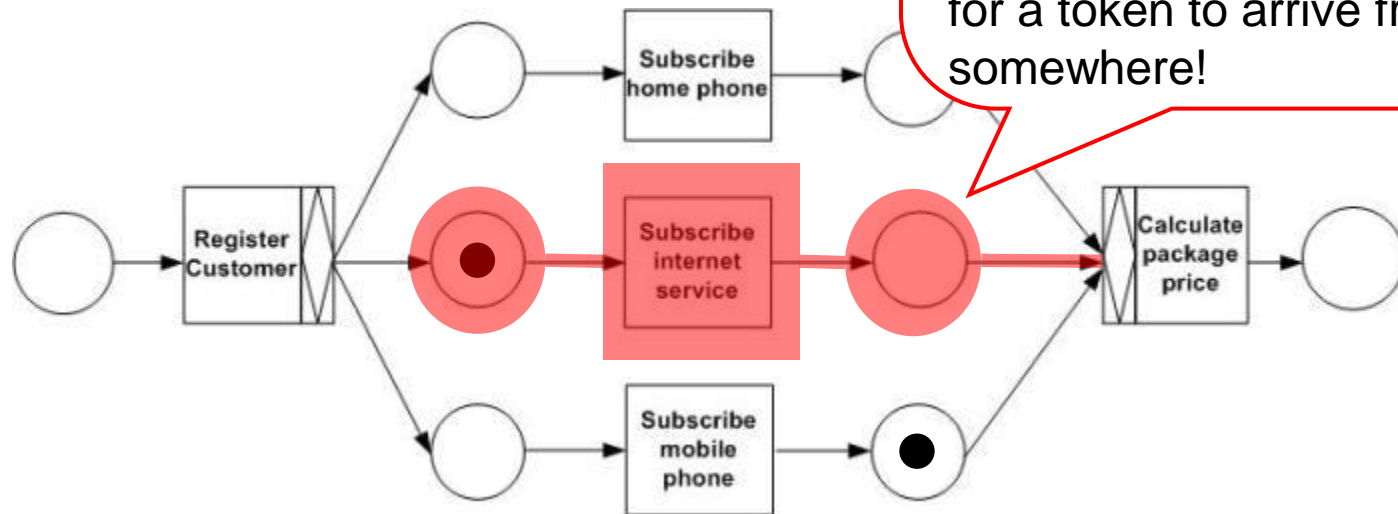 for a token to arrive
somewhere!
Subscribe
home phone
Register
Customer
Subscribe
internet
service
Calculate
package
price
Subscribe
mobile
phone